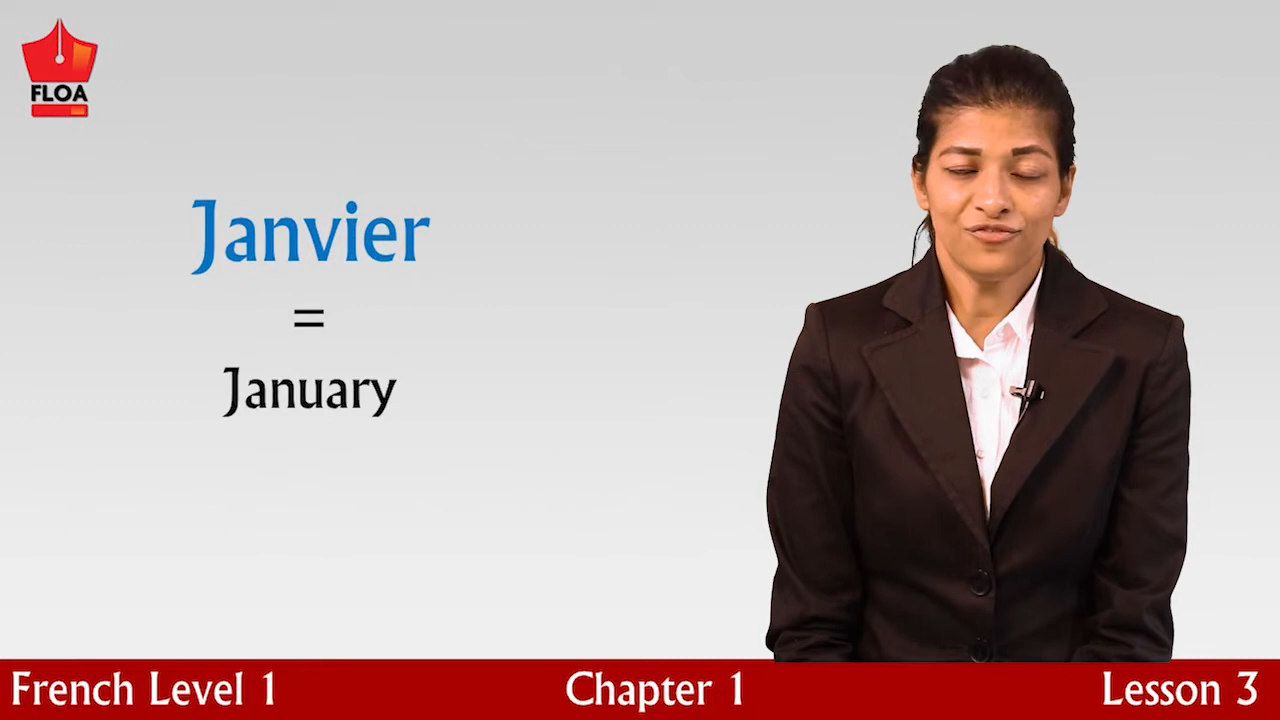 FLOA
Janvier
=
January
French Level 1
Chapter 1
Lesson 3